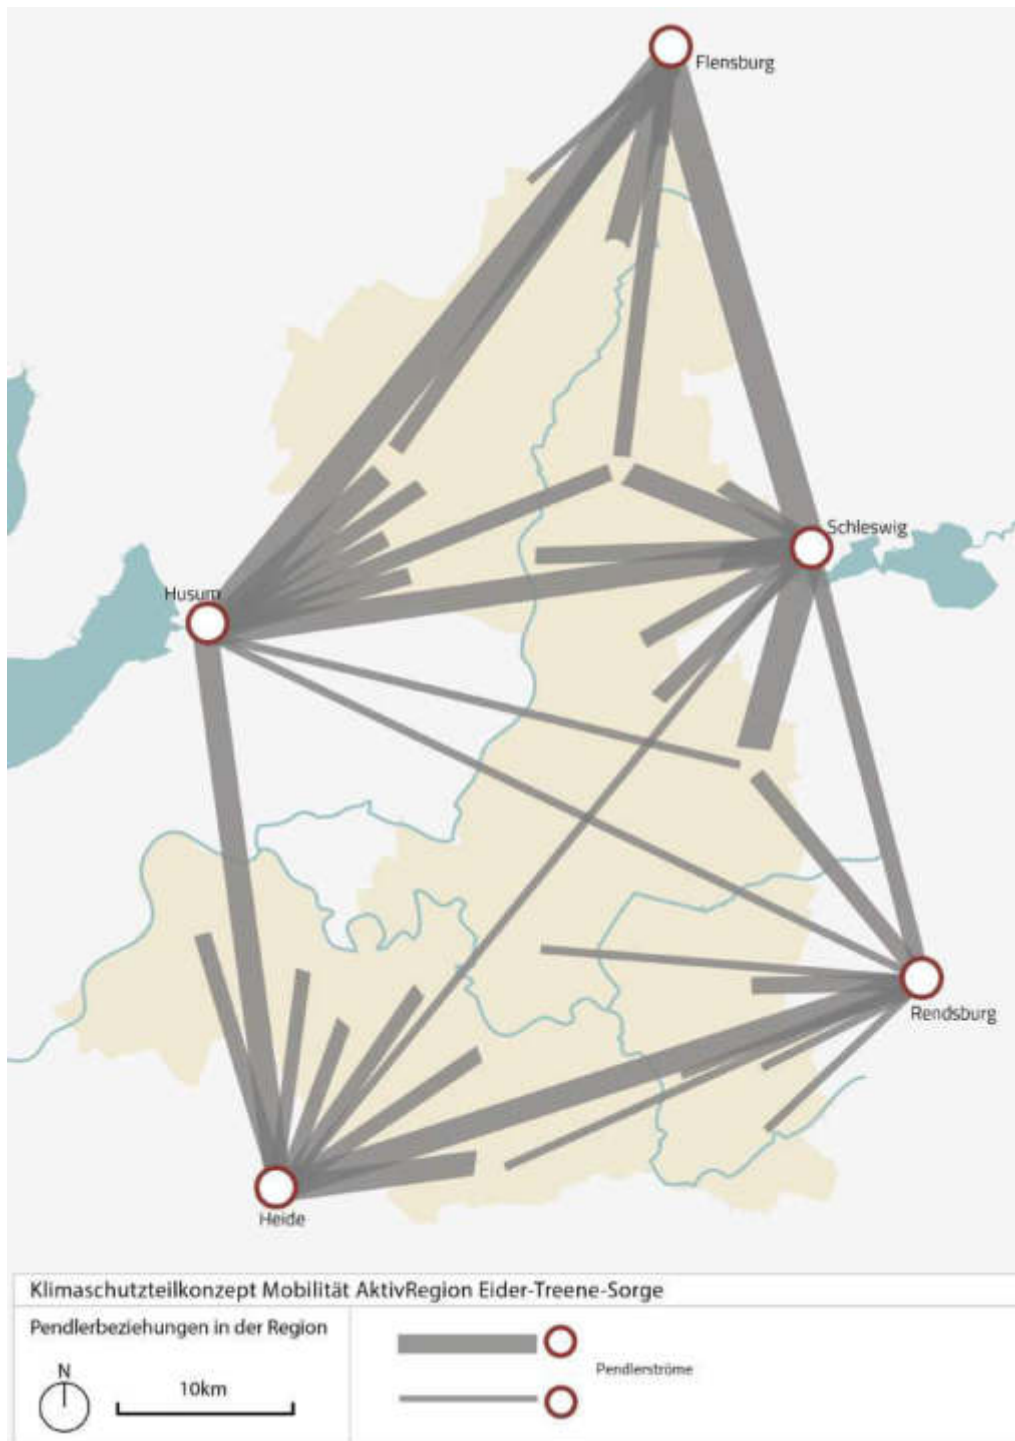 Flensburg
Schleswig
Husum
Rendsburg
Heide
Klimaschutzteilkonzept Mobilität AktivRegion Eider-Treene-Sorge
Pendlerbeziehungen in der Region
N
10km
Pendlerströme